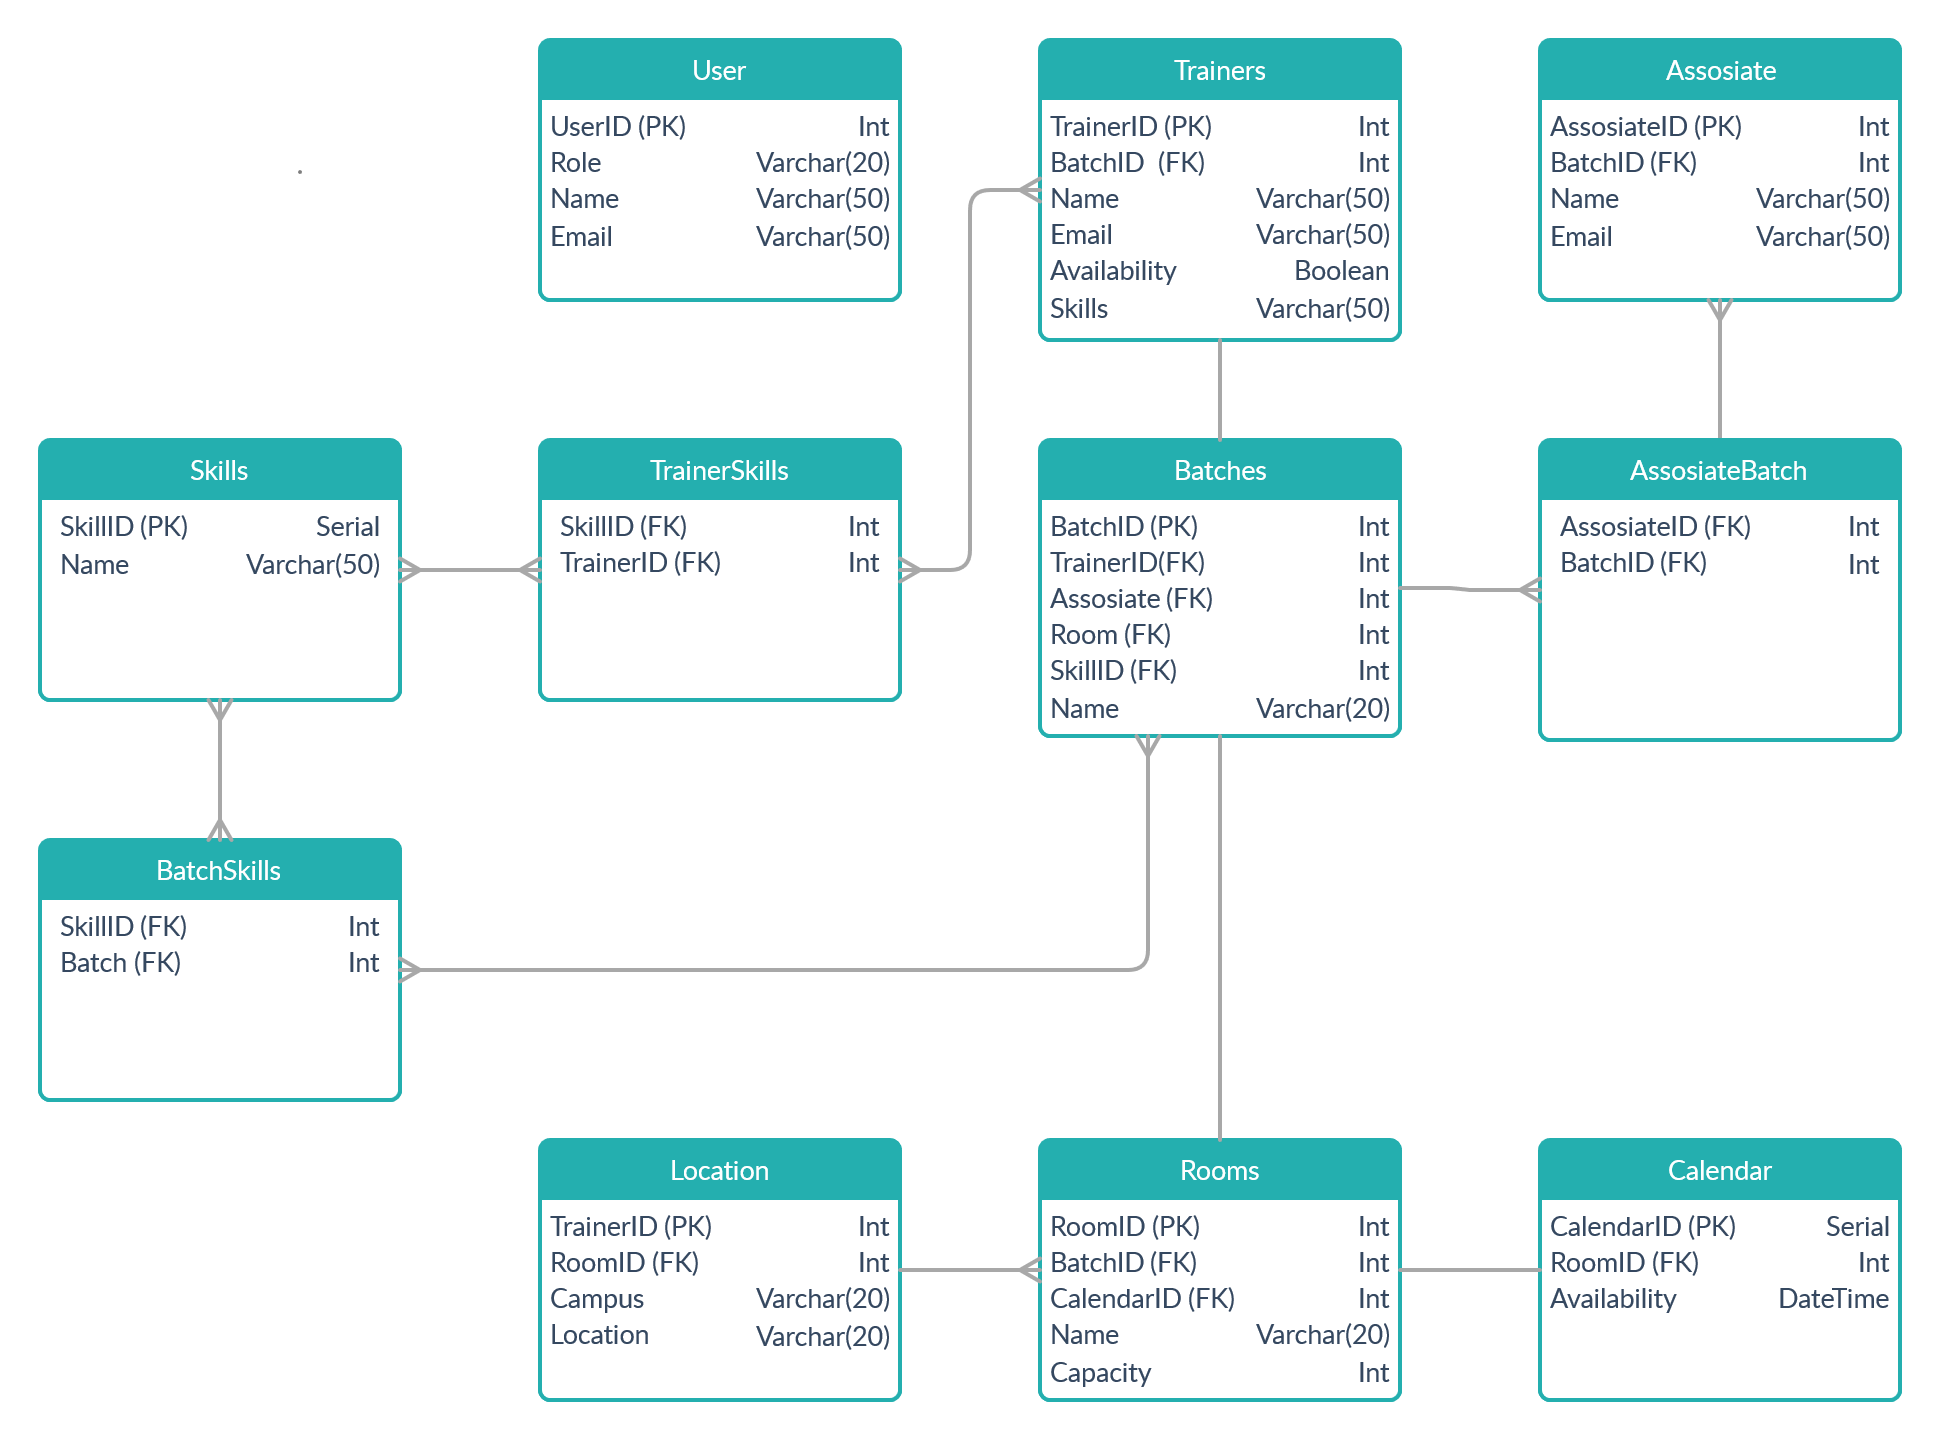 User
UserID (PK) Int
Role Varchar(20)
Name Varchar(50)
Email Varchar(50)
Trainers
TrainerID (PK) Int
BatchID (FK) Int
Name Varchar(50)
Email Varchar(50)
Availability Boolean
Skills Varchar(50)
Assosiate
AssosiateID (PK) Int
BatchID (FK) Int
Name Varchar(50)
Email Varchar(50)
Skills
SkillID (PK) Serial
Name Varchar(50)
TrainerSkills
SkillID (FK) Int
TrainerID (FK) Int
Batches
BatchID (PK) Int
TrainerID(FK) Int
Assosiate (FK) Int
Room (FK) Int
SkillID (FK) Int
Name Varchar(20)
AssosiateBatch
AssosiateID (FK) Int
BatchID (FK) Int
BatchSkills
SkillID (FK) Int
Batch (FK) Int
Location
TrainerID (PK) Int
RoomID (FK) Int
Campus Varchar(20)
Location Varchar(20)
Rooms
RoomID (PK) Int
BatchID (FK) Int
CalendarID (FK) Int
Name Varchar(20)
Capacity Int
Calendar
CalendarID (PK) Serial
RoomID (FK) Int
Availability DateTime